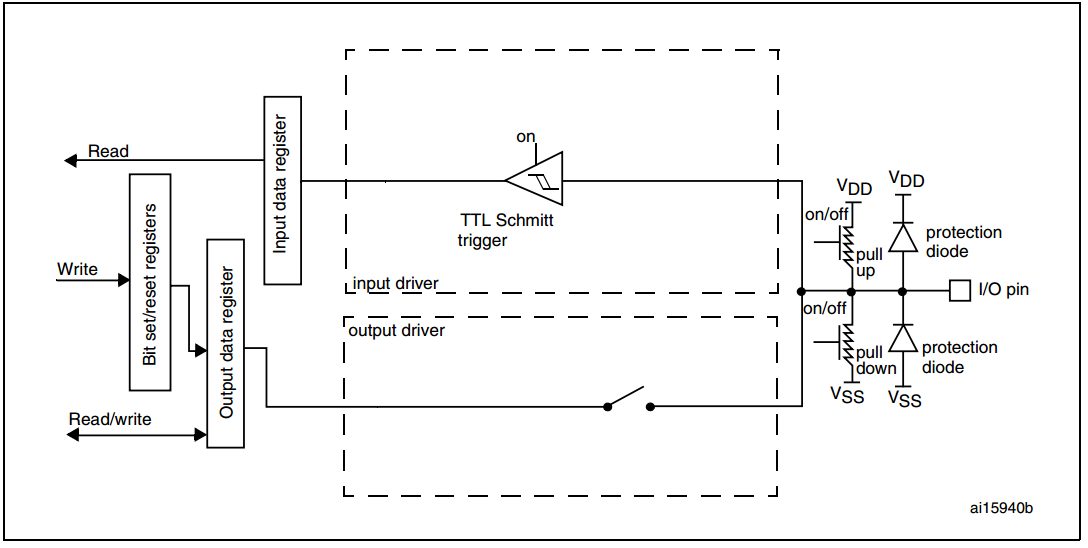 Read
Input data register
on
TTL Schmitt
trigger
input driver
Write
Bit set/reset registers
Output data register
Read/write
output driver
VDD
on/off
pull
up
VDD
protection
diode
I/O pin
on/off
pull
down
VSS
protection
diode
VSS
ai15940b